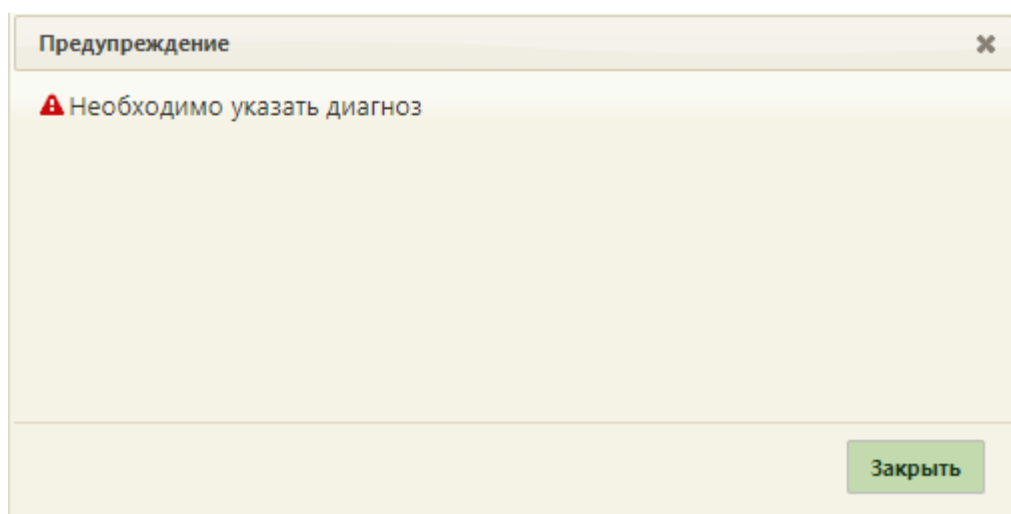 Предупреждение
Необходимо указать диагноз
Закрыть